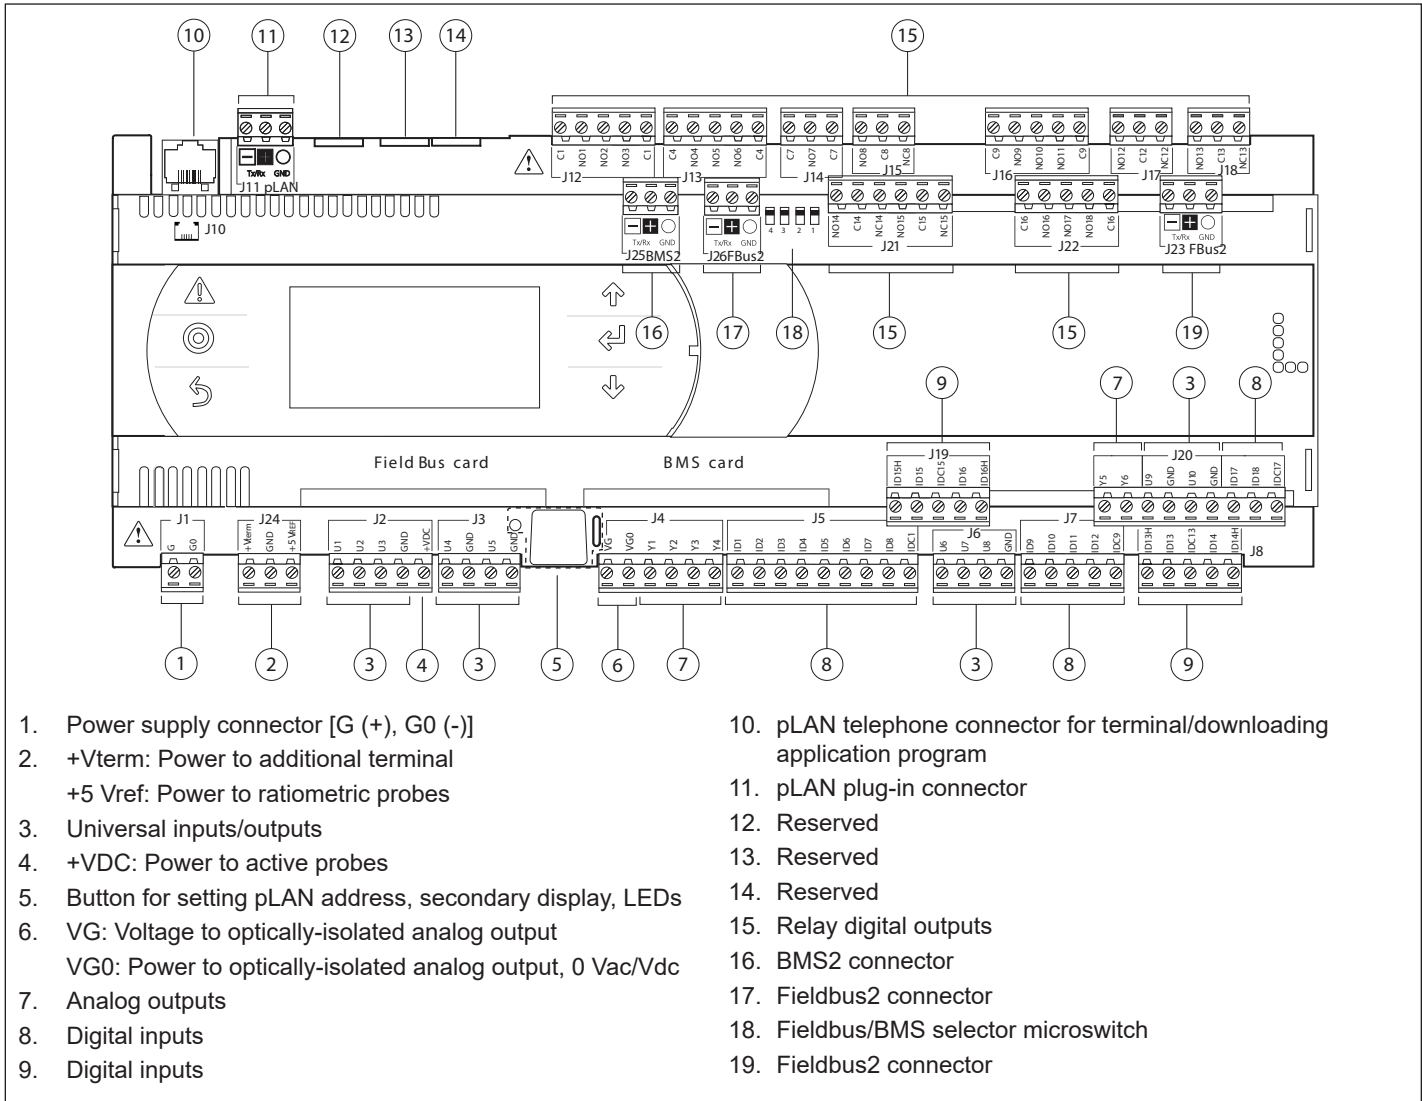 10 11 12 13 14 15
C1 NO1 NO2 NO3 C1 C4 NO4 NO5 NO6 C4 C7 NO7 C7 NO8 C8 NC8 C9 NO9 NO10 NO11 C9 NO12 C12 NC12 NO13 C13 NC13
J12 J13 J14 J15 J16 J17 J18
Tx/Rx GND
J11 pLAN
J10
Tx/Rx GND
J25BMS2
Tx/Rx GND
J26FBus2
4 3 2 1
NO14 C14 NC14 NO15 C15 NC15
J21
C16 NO16 NO17 NO18 C16
J22
Tx/Rx GND
J23 FBus2
16 17 18 15 15 19
9 7 3 8
Field Bus card
BMS card
J19
ID15H ID15 IDC15 ID16 ID16H
J20
Y5 Y6 U9 GND U10 GND ID17 ID18 IDC17
J1 J24 J2 J3 J4 J5 J6 J7 J8
G G0 +Vterm GND +5 VREF U1 U2 U3 GND +VDC U4 GND U5 GND VG VG0 Y1 Y2 Y3 Y4 ID1 ID2 ID3 ID4 ID5 ID6 ID7 ID8 IDC1 U6 U7 U8 GND ID9 ID10 ID11 ID12 IDC9 ID13H ID13 IDC13 ID14 ID14H
1 2 3 4 3 5 6 7 8 3 8 9
1. Power supply connector [G (+), G0 (-)]
2. +Vterm: Power to additional terminal
+5 Vref: Power to ratiometric probes
3. Universal inputs/outputs
4. +VDC: Power to active probes
5. Button for setting pLAN address, secondary display, LEDs
6. VG: Voltage to optically-isolated analog output
VG0: Power to optically-isolated analog output, 0 Vac/Vdc
7. Analog outputs
8. Digital inputs
9. Digital inputs
10. pLAN telephone connector for terminal/downloading
application program
11. pLAN plug-in connector
12. Reserved
13. Reserved
14. Reserved
15. Relay digital outputs
16. BMS2 connector
17. Fieldbus2 connector
18. Fieldbus/BMS selector microswitch
19. Fieldbus2 connector